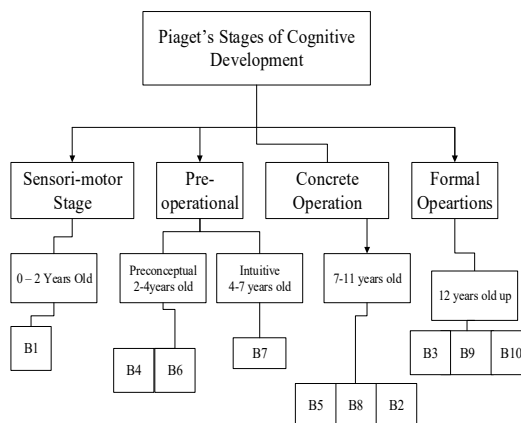 Piaget's Stages of Cognitive
Development
Sensori-motor
Stage
Pre-
operational
Concrete
Operation
Formal
Opeartions
0 – 2 Years Old
Preconceptual
2-4years old
Intuitive
4-7 years old
7-11 years old
12 years old up
B1
B4
B6
B7
B5
B8
B2
B3
B9
B10